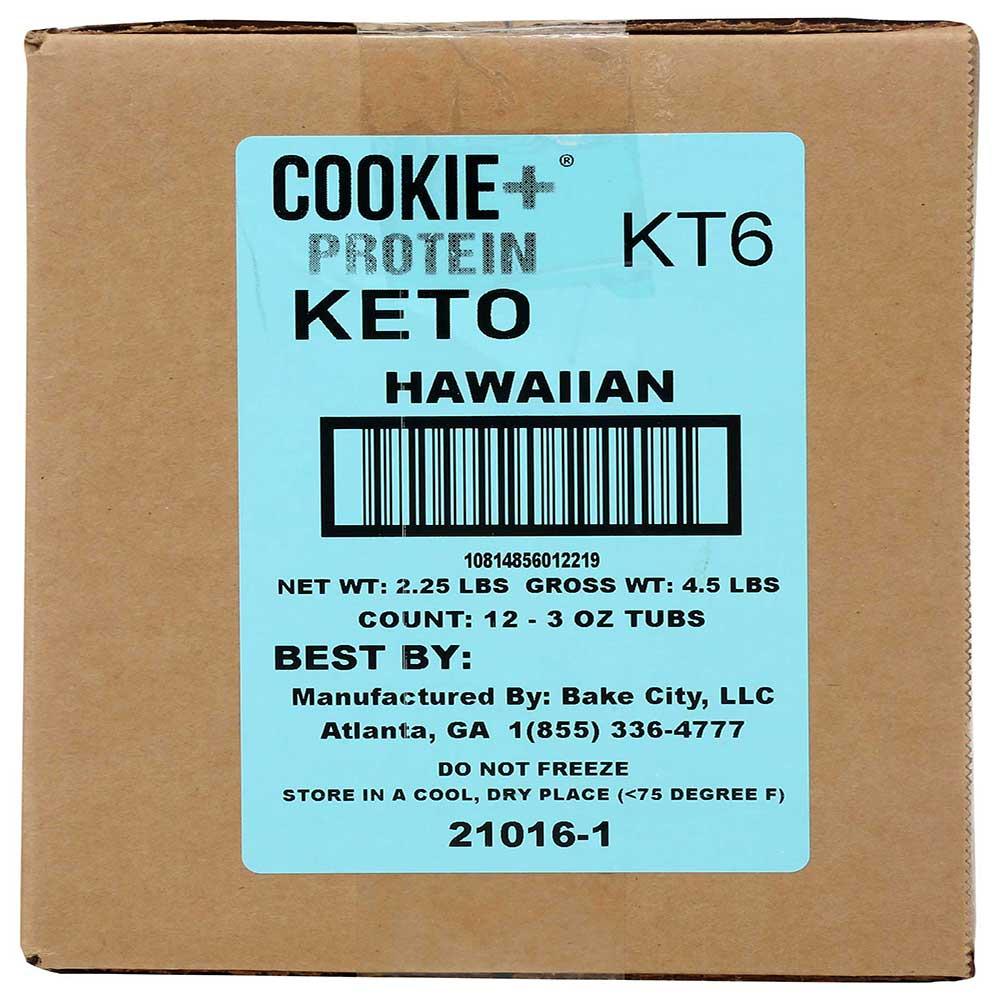 COOKIE+®
PROTEIN
KT6
KETO
HAWAIIAN
10814856012219
NET WT: 2.25 LBS GROSS WT: 4.5 LBS
COUNT: 12 - 3 OZ TUBS
BEST BY:
Manufactured By: Bake City, LLC
Atlanta, GA 1(855) 336-4777
DO NOT FREEZE
STORE IN A COOL, DRY PLACE (<75 DEGREE F)
21016-1